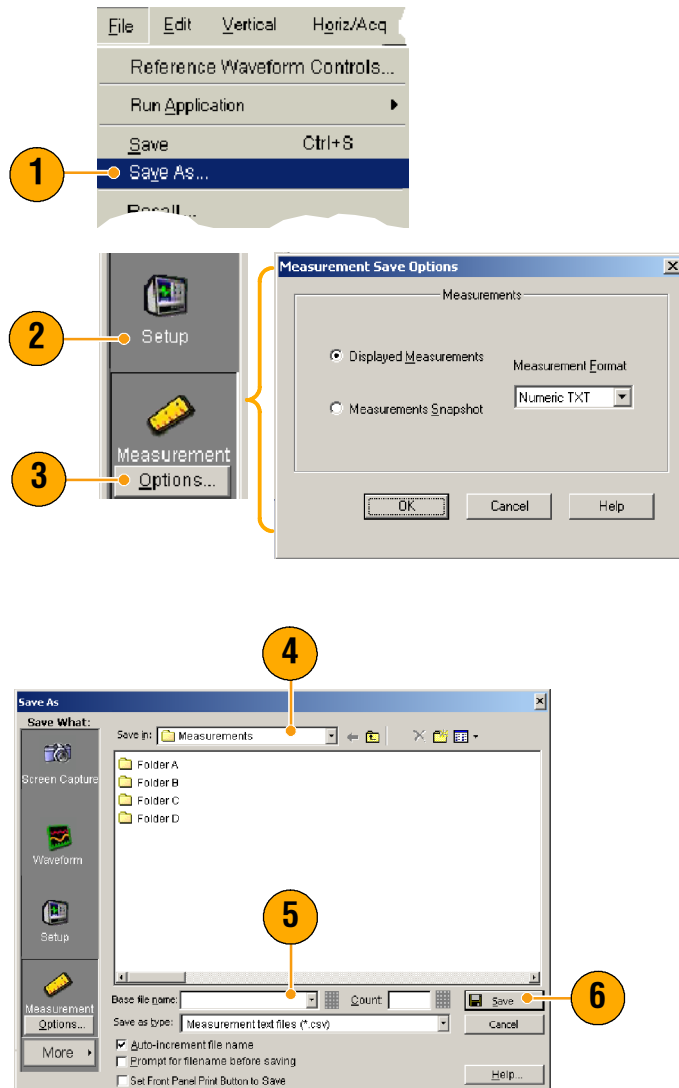 File Edit Vertical Horiz/Acq
Reference Waveform Controls...
Run Application
Save Ctrl+S
1
Save As...
Recall...
2
Setup
Measurement
3
Options...
Measurement Save Options
Measurements
Displayed Measurements
Measurement Format
Measurements Snapshot
Numeric TXT
OK Cancel Help
4
Save As
Save What:
Save in: Measurements
Screen Capture
Folder A
Folder B
Folder C
Folder D
Waveform
Setup
5
Measurement
Options...
More
Base file name: Count:
Save
6
Save as type: Measurement text files (*.csv)
Cancel
Auto-increment file name
Prompt for filename before saving
Set Front Panel Print Button to Save
Help...